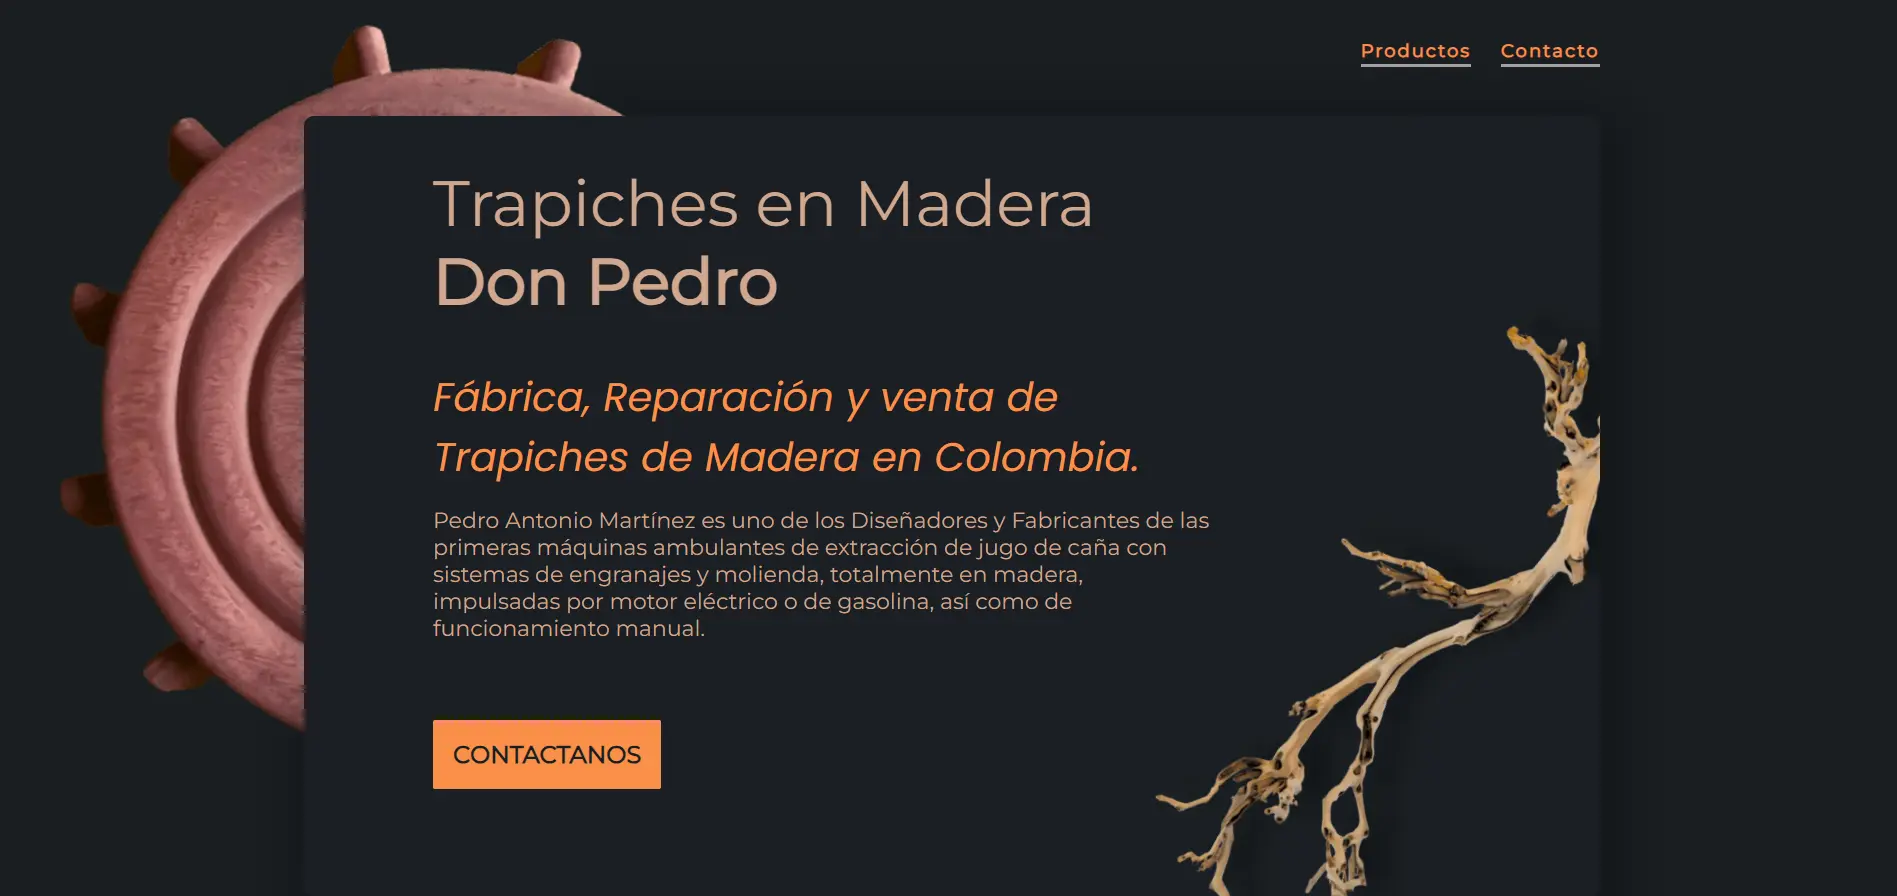 Productos Contacto
Trapiches en Madera
Don Pedro
Fábrica, Reparación y venta de
Trapiches de Madera en Colombia.
Pedro Antonio Martínez es uno de los Diseñadores y Fabricantes de las
primeras máquinas ambulantes de extracción de jugo de caña con
sistemas de engranajes y molienda, totalmente en madera,
impulsadas por motor eléctrico o de gasolina, así como de
funcionamiento manual.
CONTACTANOS